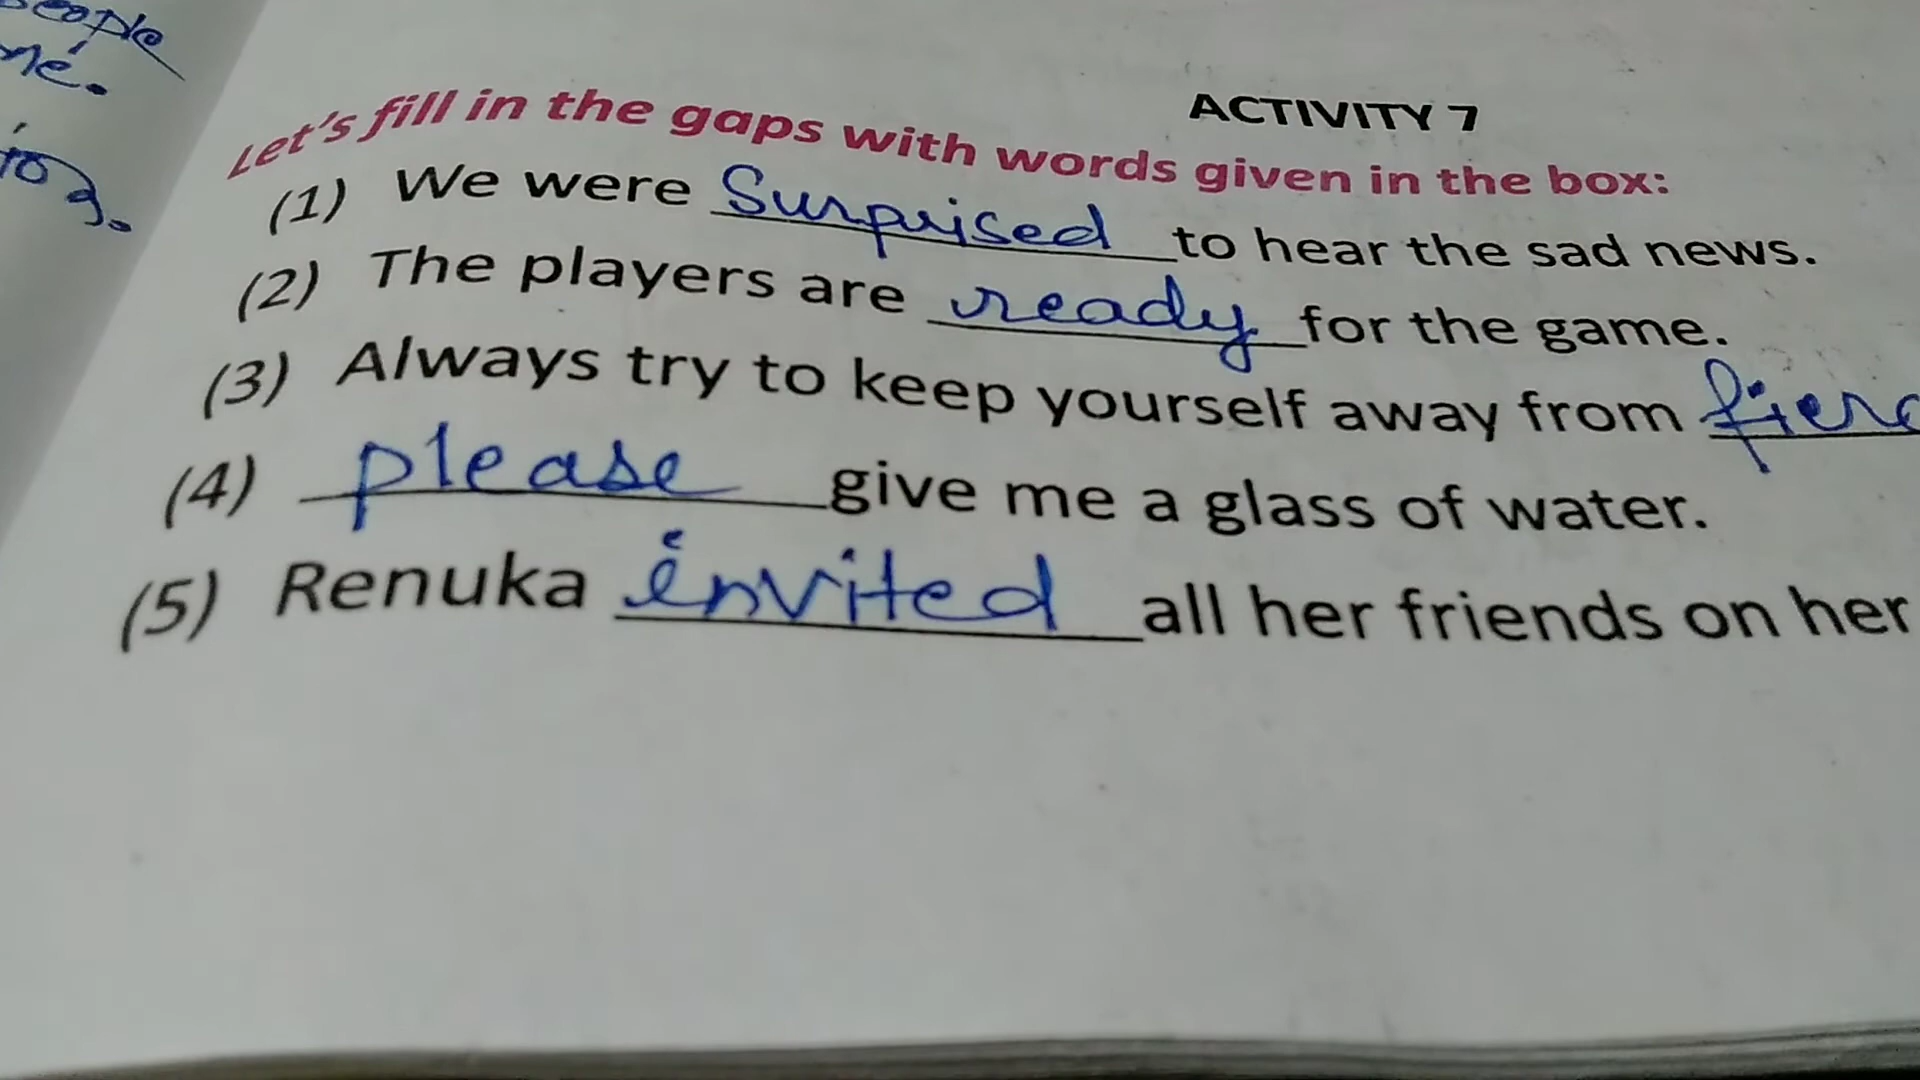 people
me.
ACTIVITY 7
Let's fill in the gaps with words given in the box:
(1) We were Surprised to hear the sad news.
(2) The players are ready for the game.
(3) Always try to keep yourself away from
(4) please give me a glass of water.
(5) Renuka invited all her friends on her